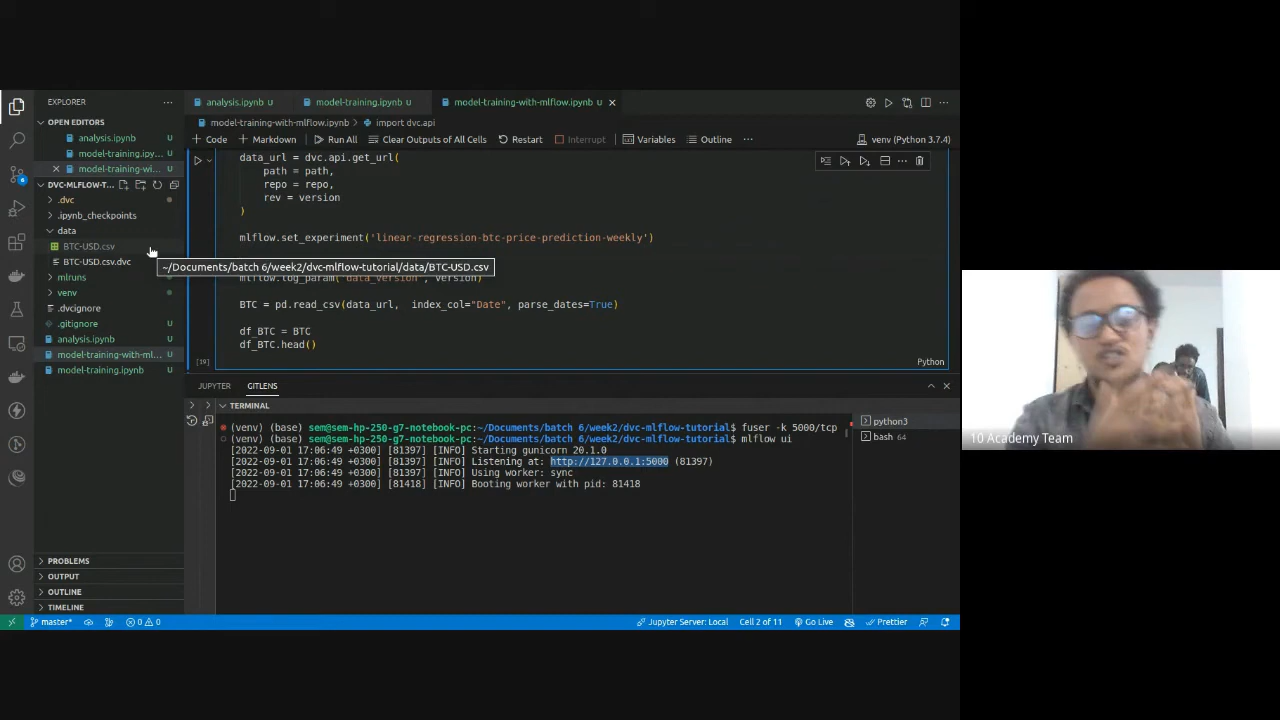 EXPLORER
OPEN EDITORS
analysis.ipynb U
model-training.ipy... U
model-training-wi... U
DVC-MLFLOW-T...
.dvc
.ipynb_checkpoints
data
BTC-USD.csv
BTC-USD.csv.dvc
mlruns
venv
.dvcignore
.gitignore U
analysis.ipynb U
model-training-with-ml... U
model-training.ipynb U
PROBLEMS
OUTPUT
OUTLINE
TIMELINE
analysis.ipynb U
model-training.ipynb U
model-training-with-mlflow.ipynb U
model-training-with-mlflow.ipynb > import dvc.api
+ Code + Markdown Run All Clear Outputs of All Cells Restart Interrupt Variables Outline ... venv (Python 3.7.4)
data_url = dvc.api.get_url(
path = path,
repo = repo,
rev = version
)
mlflow.set_experiment('linear-regression-btc-price-prediction-weekly')
~/Documents/batch 6/week2/dvc-mlflow-tutorial/data/BTC-USD.csv
mlflow.log_param("data_version", version)
BTC = pd.read_csv(data_url, index_col="Date", parse_dates=True)
df_BTC = BTC
df_BTC.head()
[19] Python
JUPYTER GITLENS
TERMINAL
(venv) (base) sem@sem-hp-250-g7-notebook-pc:~/Documents/batch 6/week2/dvc-mlflow-tutorial$ fuser -k 5000/tcp
(venv) (base) sem@sem-hp-250-g7-notebook-pc:~/Documents/batch 6/week2/dvc-mlflow-tutorial$ mlflow ui
[2022-09-01 17:06:49 +0300] [81397] [INFO] Starting gunicorn 20.1.0
[2022-09-01 17:06:49 +0300] [81397] [INFO] Listening at: http://127.0.0.1:5000 (81397)
[2022-09-01 17:06:49 +0300] [81397] [INFO] Using worker: sync
[2022-09-01 17:06:49 +0300] [81418] [INFO] Booting worker with pid: 81418
python3
bash 64
master* 0 0 Jupyter Server: Local Cell 2 of 11 Go Live Prettier
10 Academy Team